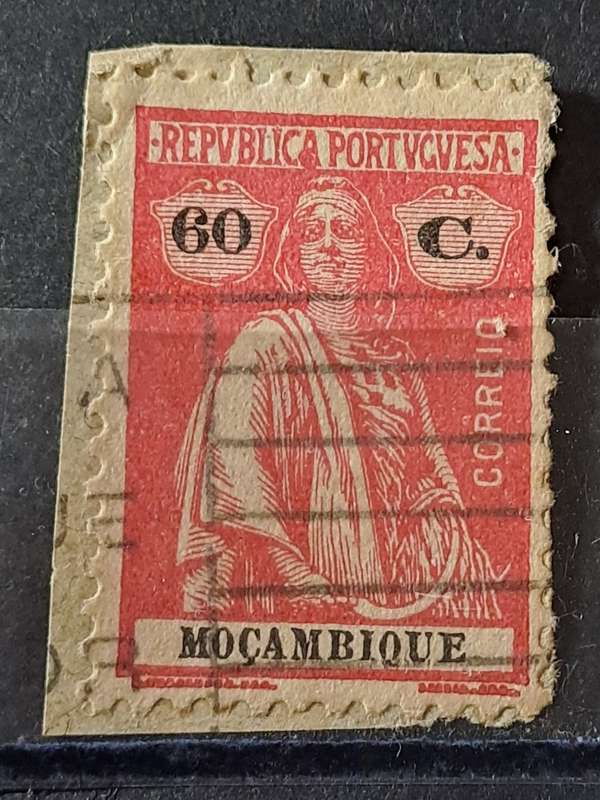 ·REPVBLICA PORTVGVESA·
60 C.
CORREIO
MOÇAMBIQUE